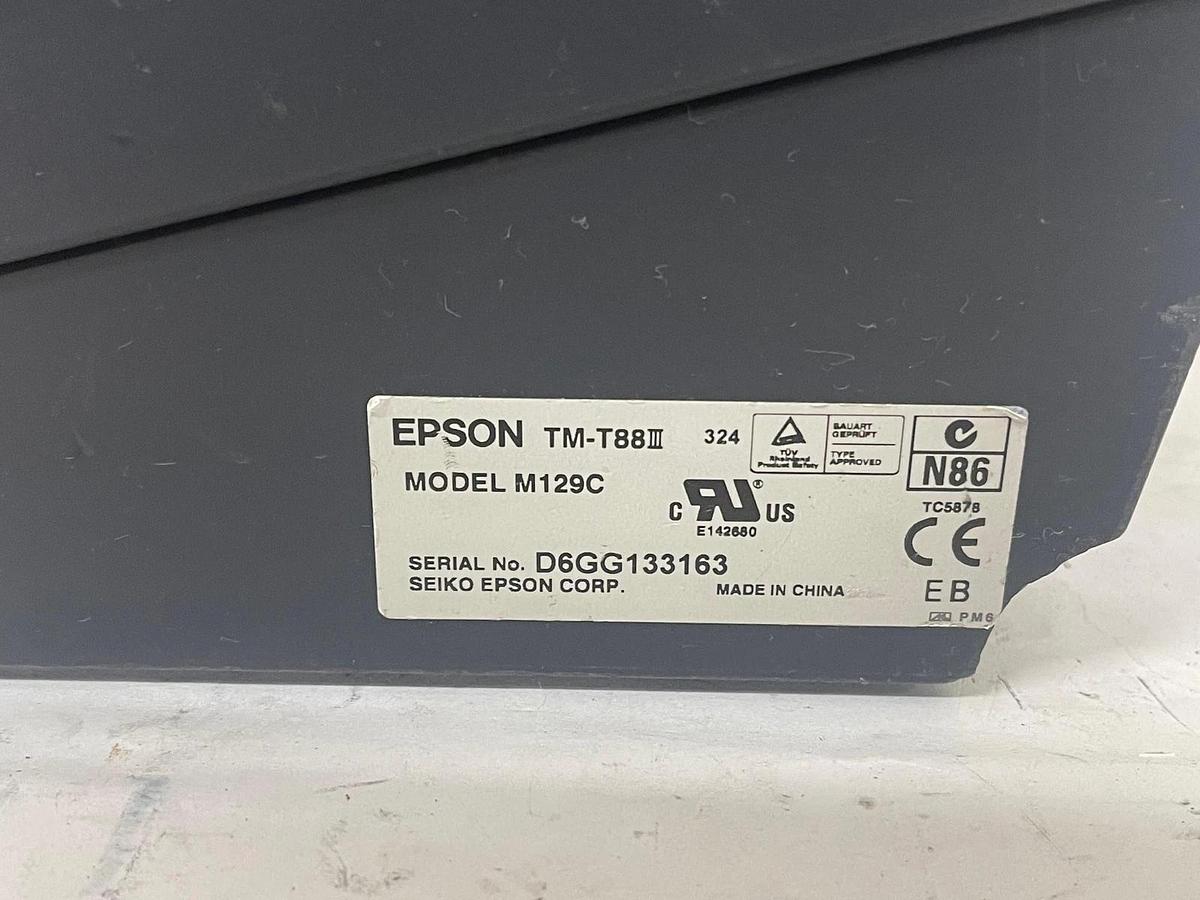 EPSON TM-T88Ⅲ 324
TÜV
Rheinland
Product Safety
BAUART
GEPRÜFT
TYPE
APPROVED
N86
MODEL M129C
C RU ® US
E142680
TC5878
CE
SERIAL No. D6GG133163
SEIKO EPSON CORP. MADE IN CHINA
EB
PM6